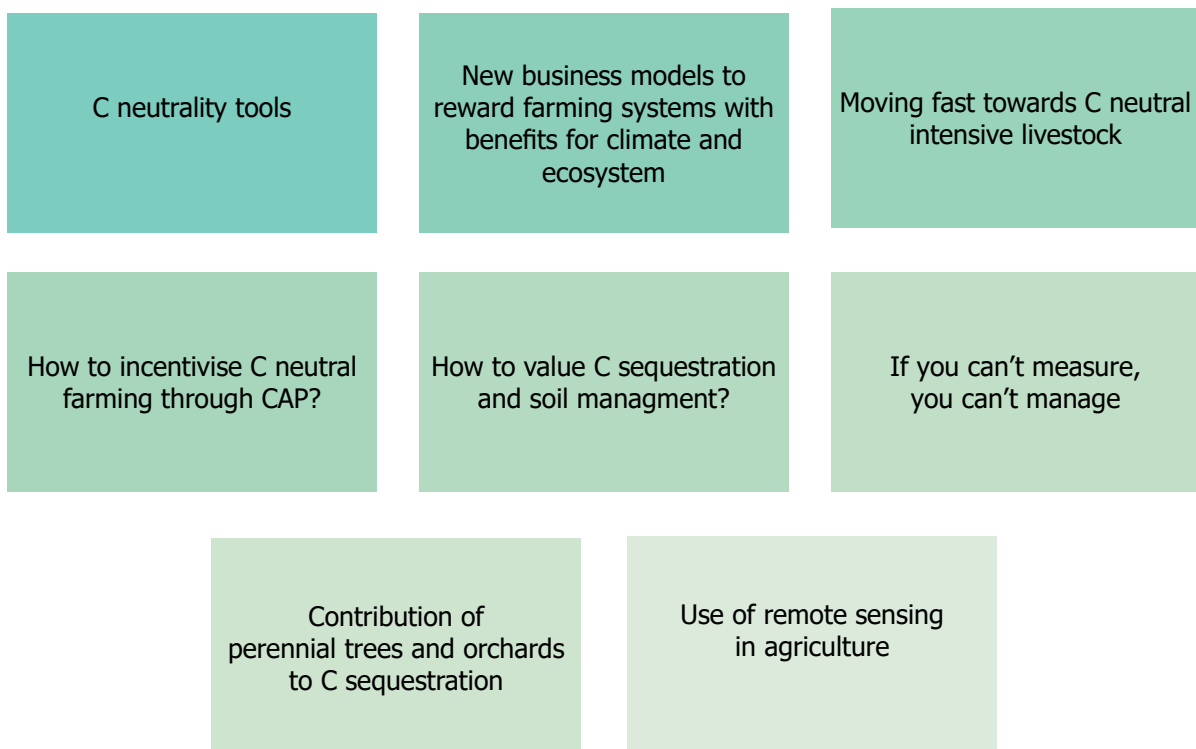 C neutrality tools
New business models to
reward farming systems with
benefits for climate and
ecosystem
Moving fast towards C neutral
intensive livestock
How to incentivise C neutral
farming through CAP?
How to value C sequestration
and soil managment?
If you can’t measure,
you can’t manage
Contribution of
perennial trees and orchards
to C sequestration
Use of remote sensing
in agriculture